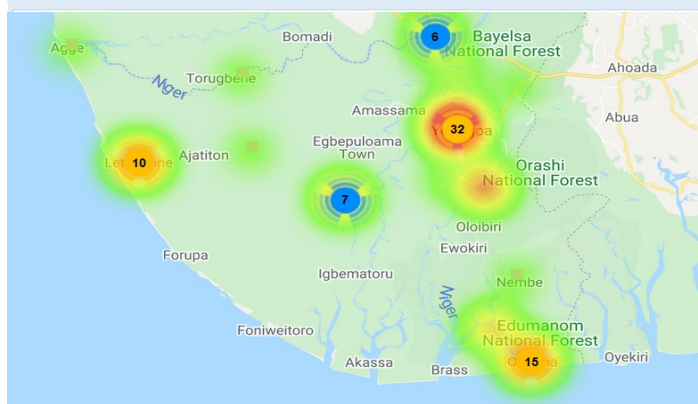 6
Bayelsa
National Forest
Bomadi
Agge
Niger
Torugbene
Ahoada
Amassama
32
Abua
Egbepuloama
Town
10
Ajatiton
Orashi
National Forest
7
Oloibiri
Ewokiri
Forupa
Igbematoru
Nembe
Niger
Foniweitoro
Edumanom
National Forest
Akassa
Brass
15
Oyekiri